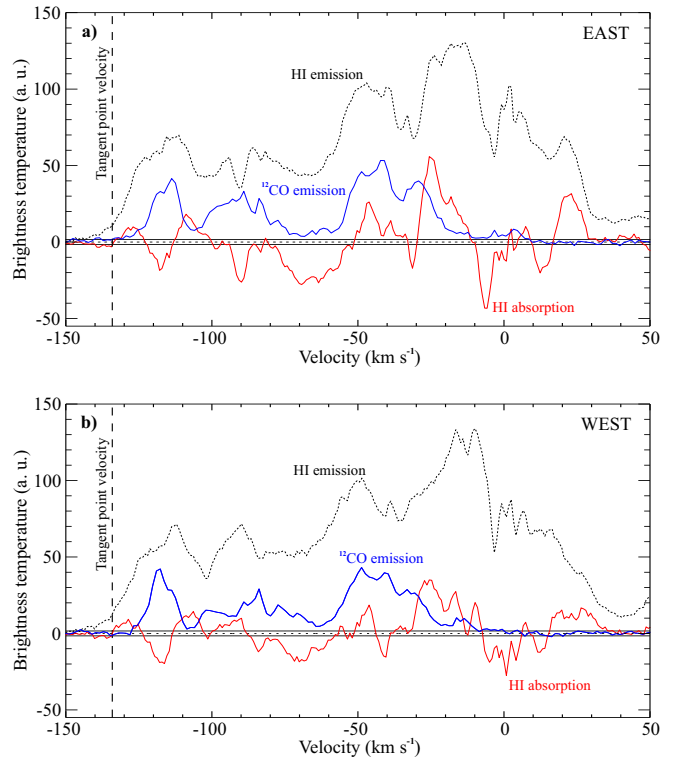 150
a)
EAST
100
50
0
-50
Brightness temperature (a. u.)
Tangent point velocity
HI emission
¹²CO emission
HI absorption
-150 -100 -50 0 50
Velocity (km s⁻¹)
150
b)
WEST
100
50
0
-50
Brightness temperature (a. u.)
Tangent point velocity
HI emission
¹²CO emission
HI absorption
-150 -100 -50 0 50
Velocity (km s⁻¹)